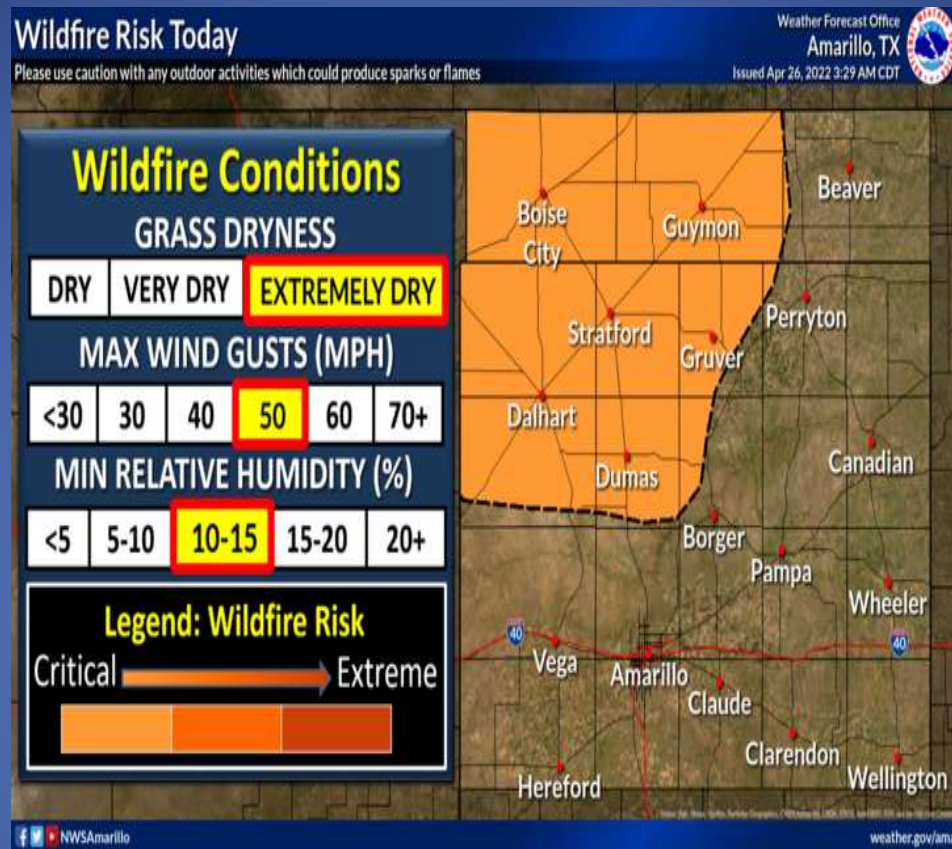 Wildfire Risk Today
Please use caution with any outdoor activities which could produce sparks or flames
Weather Forecast Office
Amarillo, TX
Issued Apr 26, 2022 3:29 AM CDT
Wildfire Conditions
GRASS DRYNESS
DRY VERY DRY EXTREMELY DRY
MAX WIND GUSTS (MPH)
<30 30 40 50 60 70+
MIN RELATIVE HUMIDITY (%)
<5 5-10 10-15 15-20 20+
Legend: Wildfire Risk
Critical Extreme
Boise
City
Guymon
Beaver
Stratford
Gruver
Perryton
Dalhart
Dumas
Canadian
Borger
Pampa
Wheeler
40
Vega
Amarillo
40
Claude
Clarendon
Hereford
Wellington
NWSAmarillo
weather.gov/ama